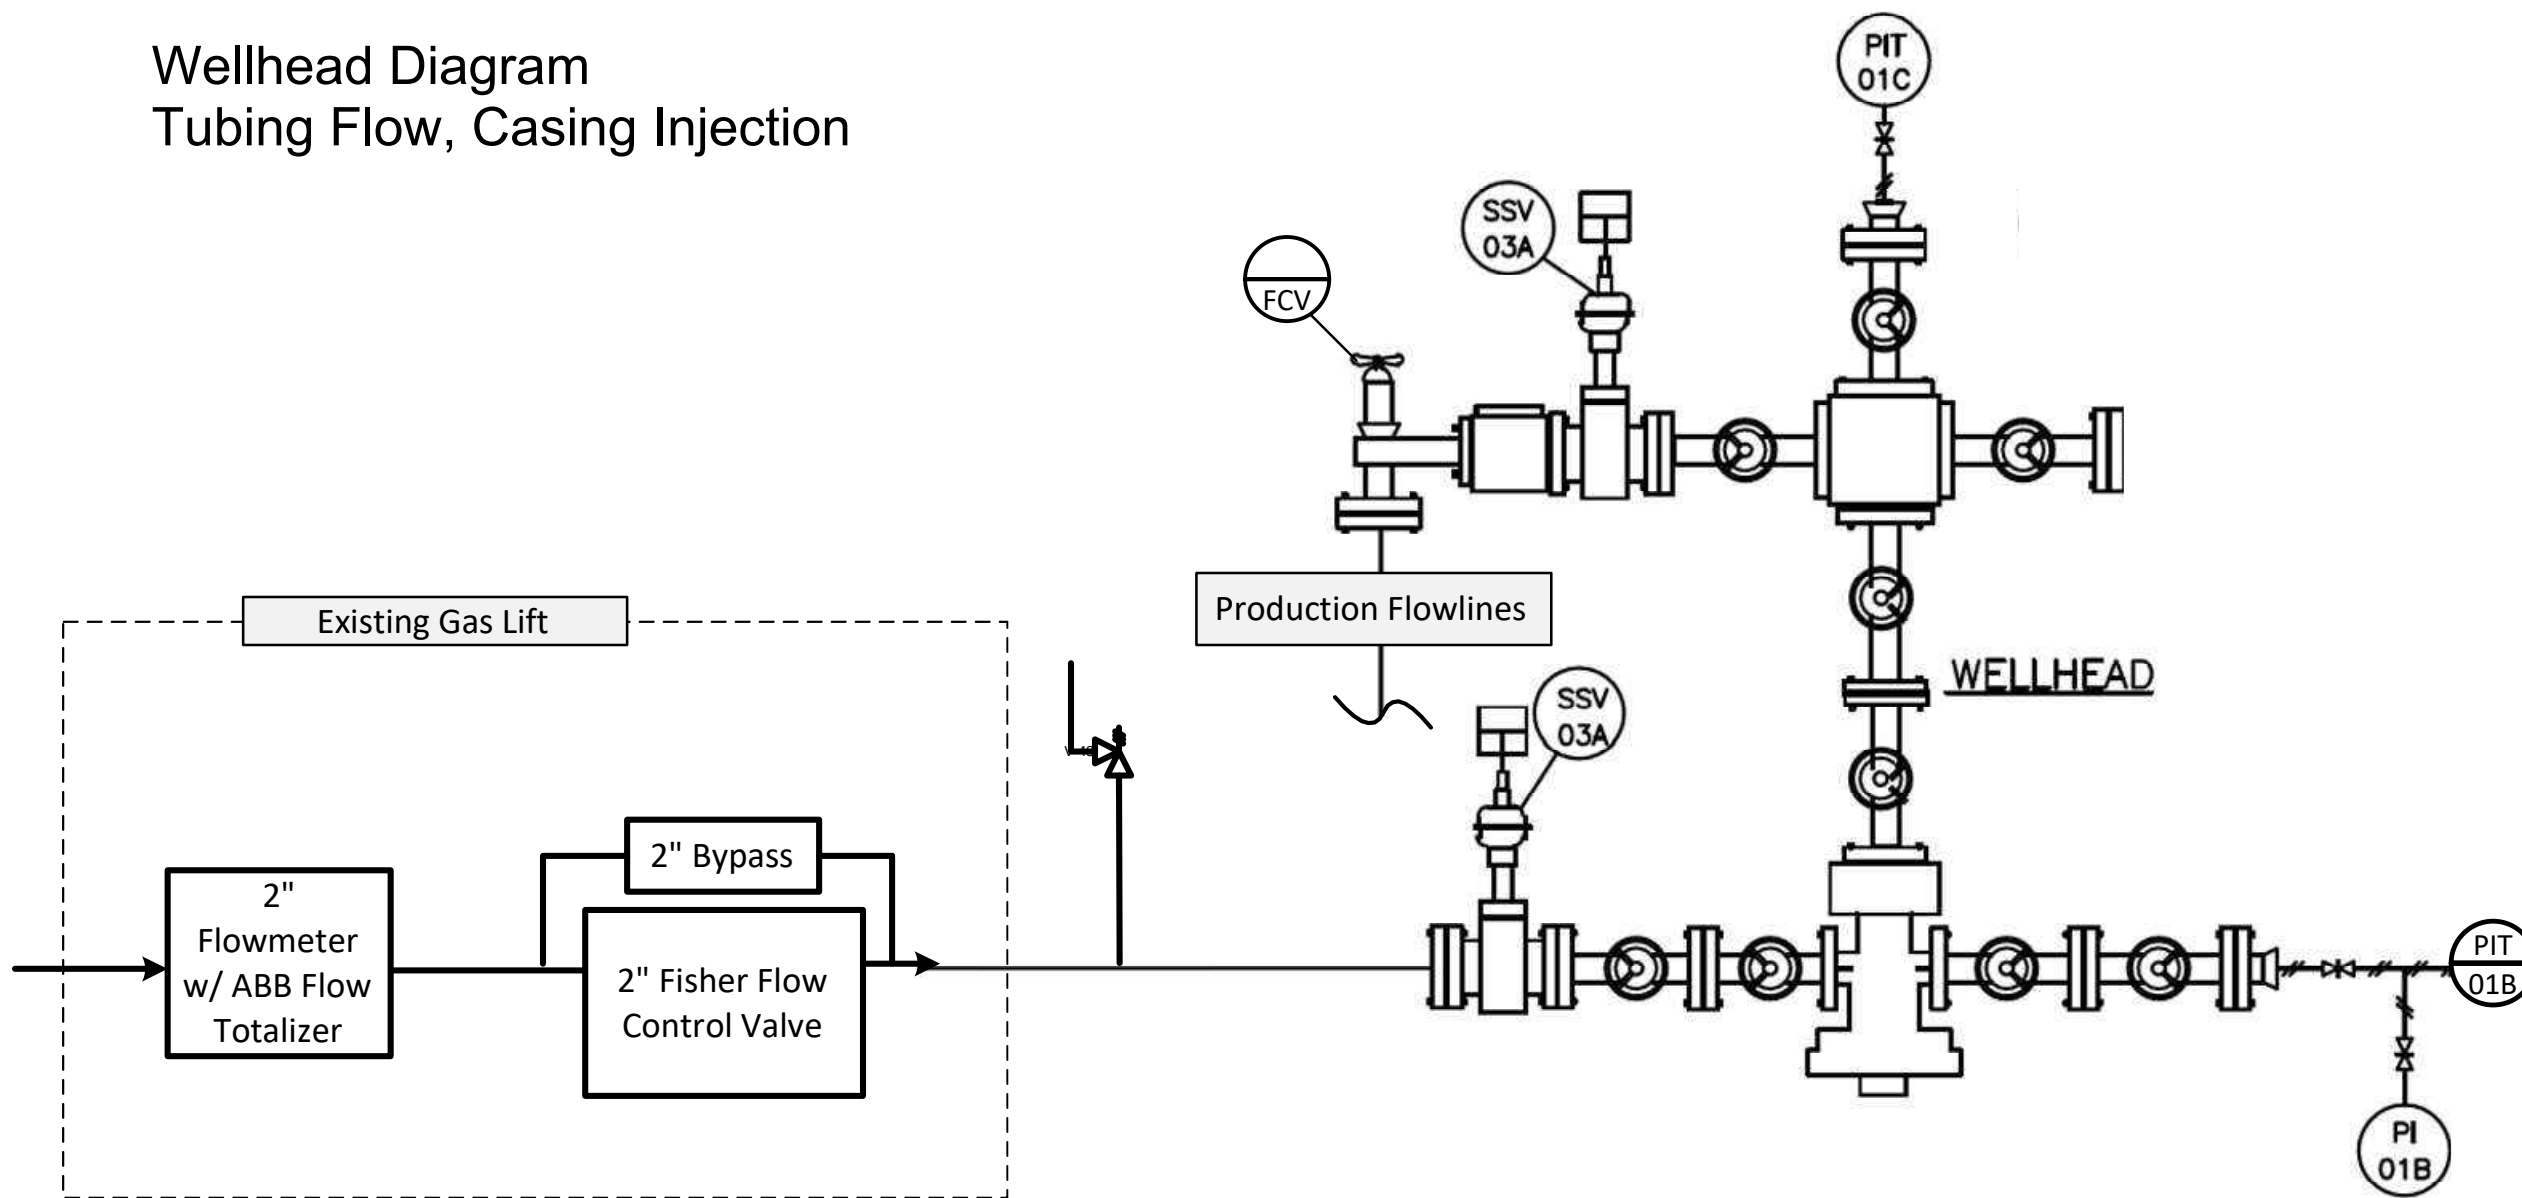 Wellhead Diagram
Tubing Flow, Casing Injection
PIT
01C
SSV
03A
FCV
Existing Gas Lift
Production Flowlines
WELLHEAD
SSV
03A
2" Bypass
2"
Flowmeter
w/ ABB Flow
Totalizer
2" Fisher Flow
Control Valve
PIT
01B
PI
01B